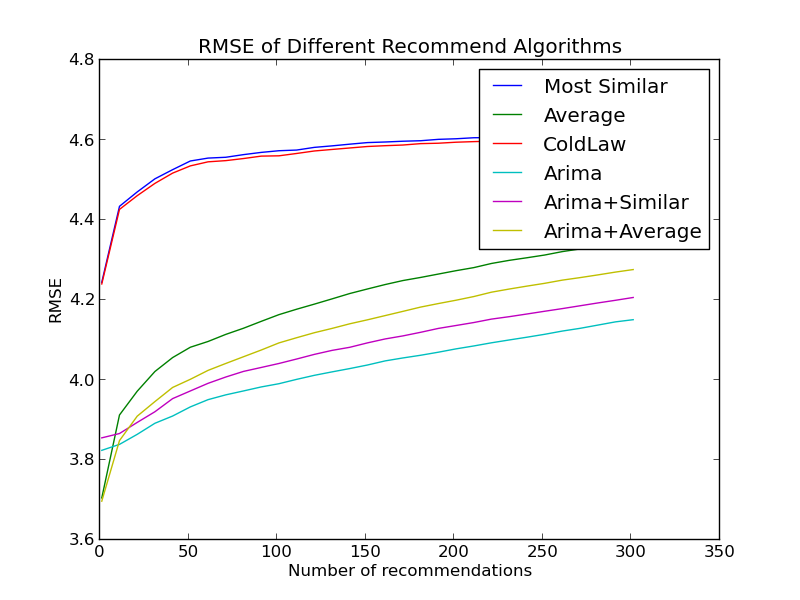 RMSE of Different Recommend Algorithms
4.8
4.6
4.4
4.2
4.0
3.8
3.6
RMSE
Most Similar
Average
ColdLaw
Arima
Arima+Similar
Arima+Average
0 50 100 150 200 250 300 350
Number of recommendations